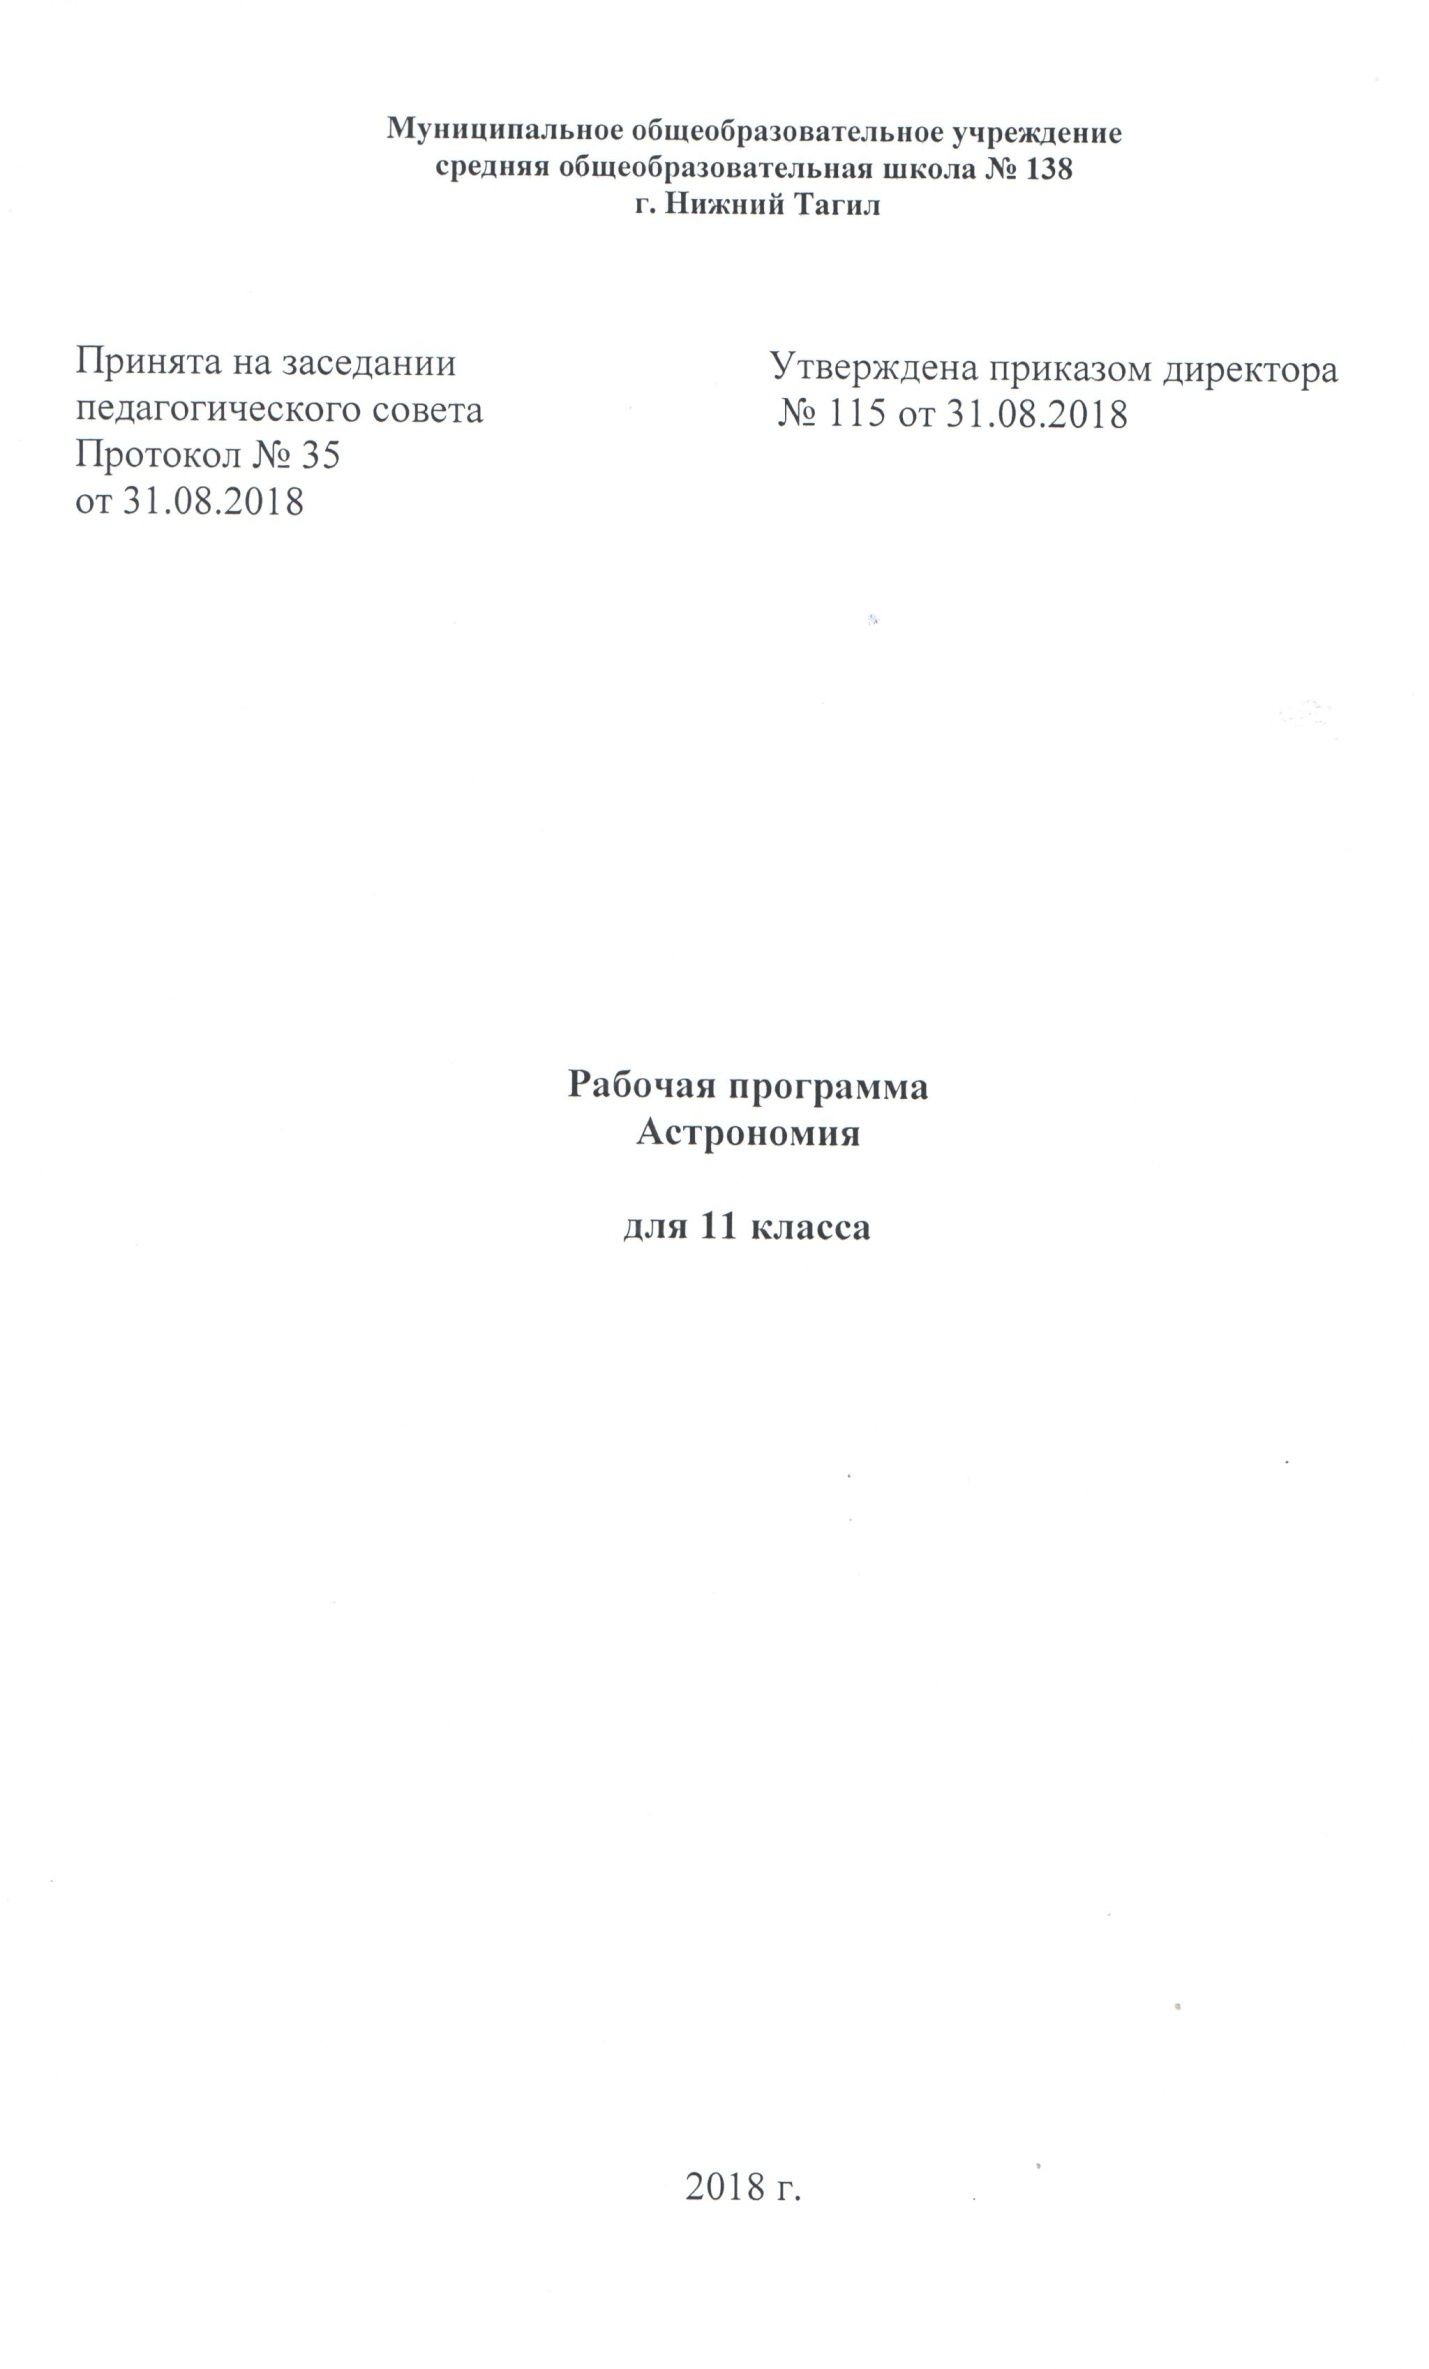 Муниципальное общеобразовательное учреждение
средняя общеобразовательная школа № 138
г. Нижний Тагил
Принята на заседании
педагогического совета
Протокол № 35
от 31.08.2018
Утверждена приказом директора
№ 115 от 31.08.2018
Рабочая программа
Астрономия
для 11 класса
2018 г.